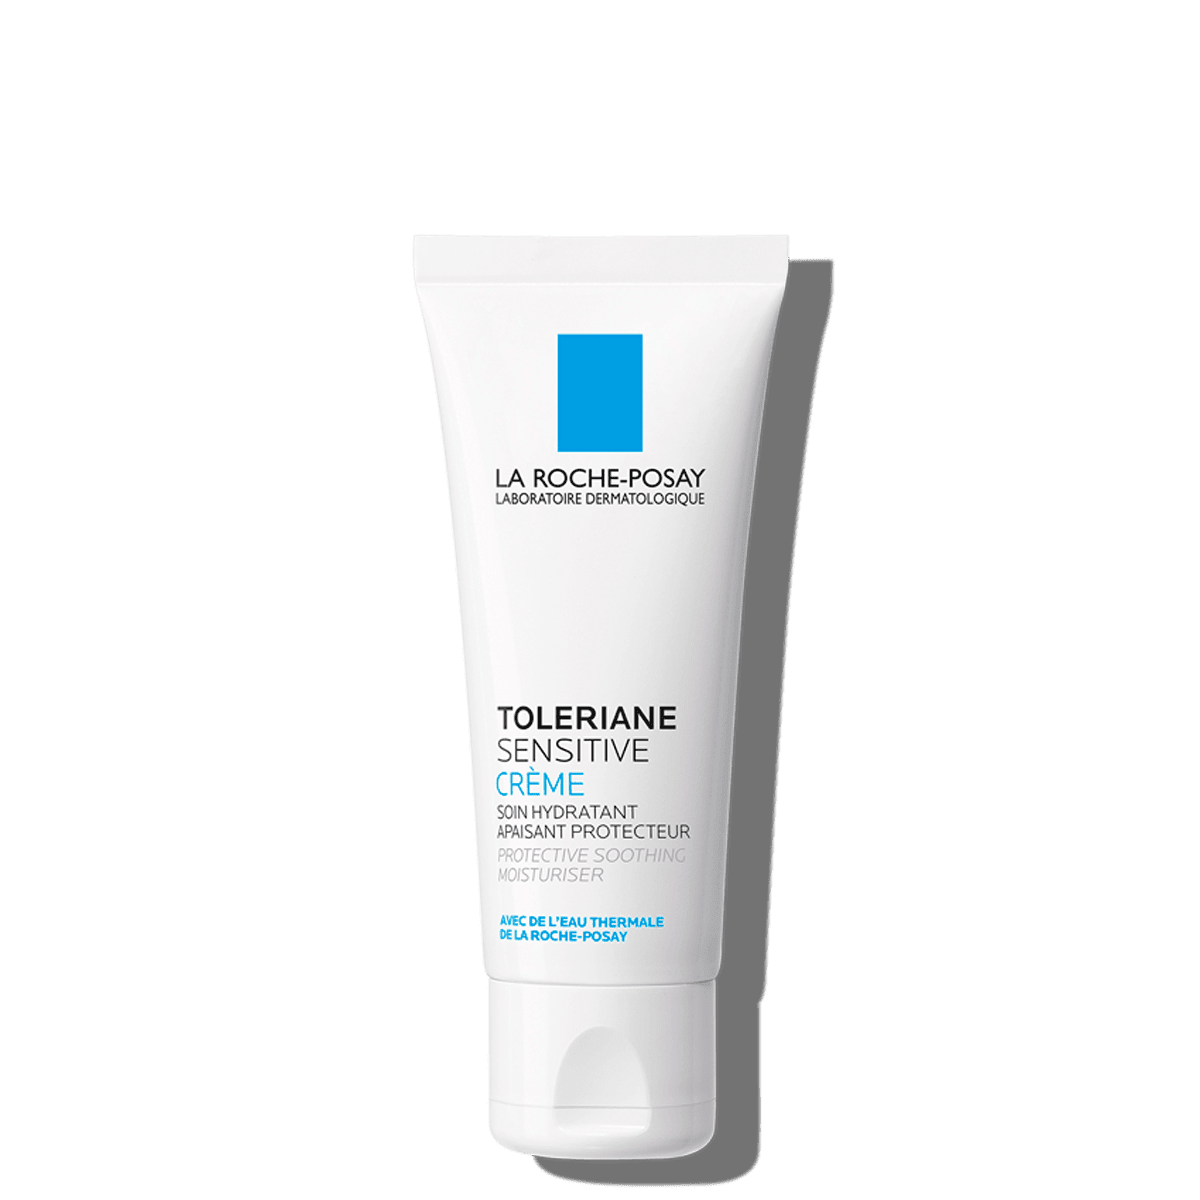 LA ROCHE-POSAY
LABORATOIRE DERMATOLOGIQUE
TOLERIANE
SENSITIVE
CRÈME
SOIN HYDRATANT
APAISANT PROTECTEUR
PROTECTIVE SOOTHING
MOISTURISER
AVEC DE L'EAU THERMALE
DE LA ROCHE-POSAY